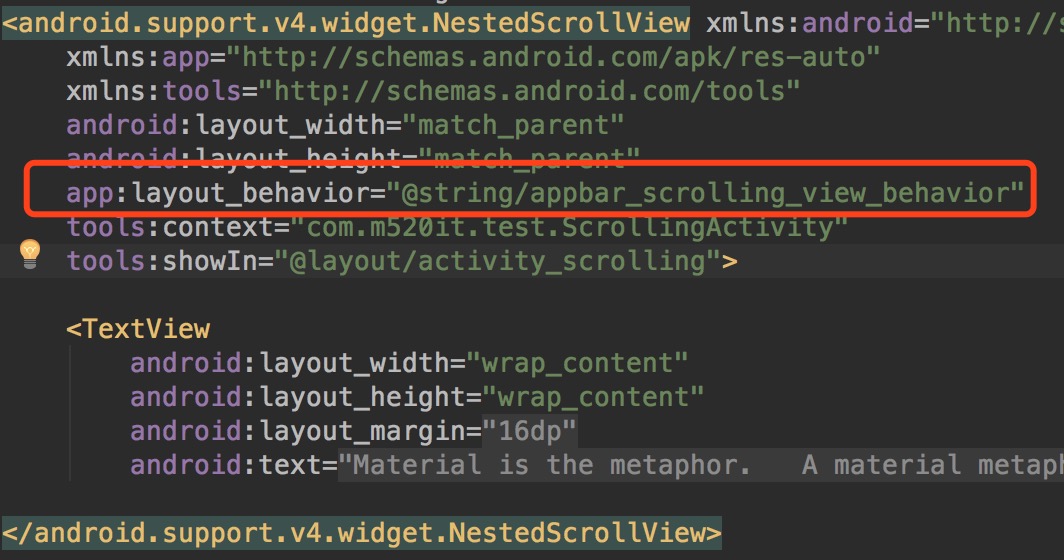 <android.support.v4.widget.NestedScrollView xmlns:android="http://s
xmlns:app="http://schemas.android.com/apk/res-auto"
xmlns:tools="http://schemas.android.com/tools"
android:layout_width="match_parent"
android:layout_height="match_parent"
app:layout_behavior="@string/appbar_scrolling_view_behavior"
tools:context="com.m520it.test.ScrollingActivity"
tools:showIn="@layout/activity_scrolling">
<TextView
android:layout_width="wrap_content"
android:layout_height="wrap_content"
android:layout_margin="16dp"
android:text="Material is the metaphor.   A material metaph
</android.support.v4.widget.NestedScrollView>